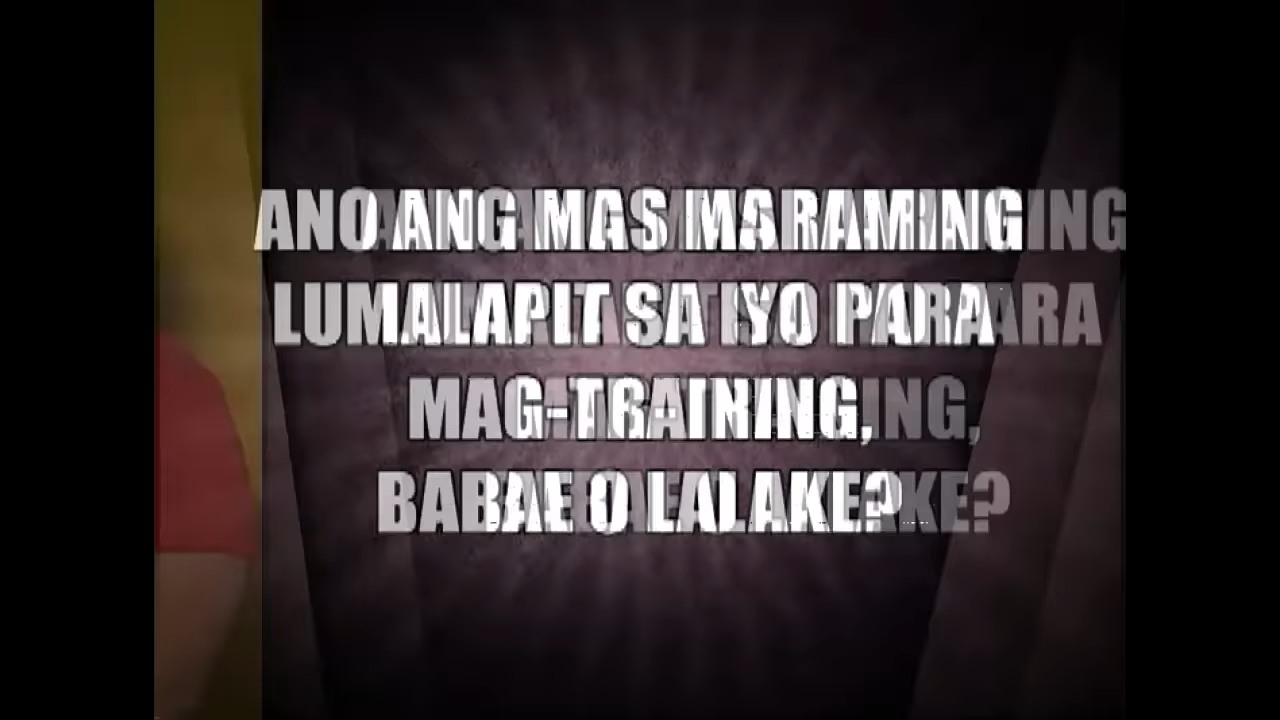 ANO ANG MAS MARAMING
LUMALAPIT SA IYO PARA
MAG-TRAINING,
BABAE O LALAKE?